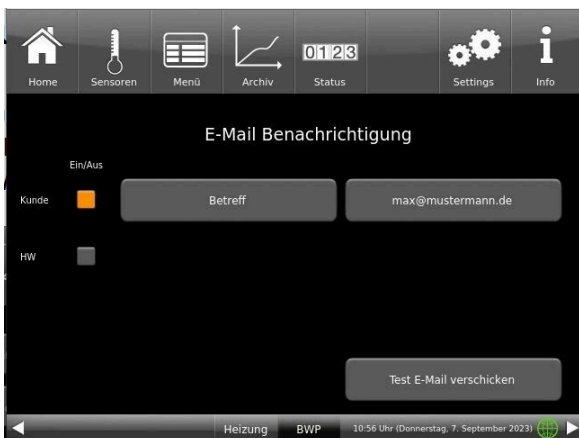 0123
Home Sensoren Menü Archiv Status Settings Info
E-Mail Benachrichtigung
Ein/Aus
Kunde Betreff max@mustermann.de
HW
Test E-Mail verschicken
Heizung BWP 10:56 Uhr (Donnerstag, 7. September 2023)